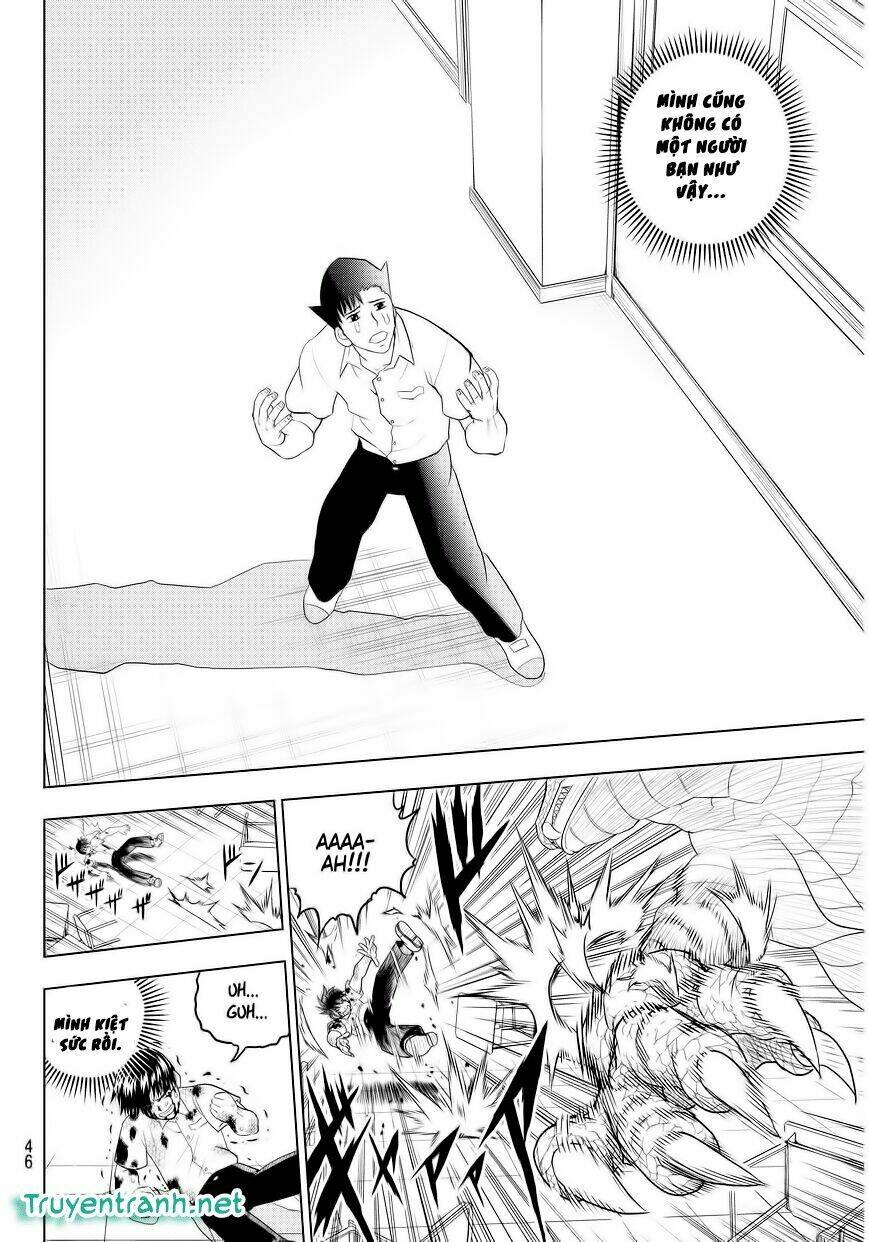 MÌNH CŨNG
KHÔNG CÓ
MỘT NGƯỜI
BẠN NHƯ
VẬY...
AAAA-
AH!!!
UH...
GUH...
MÌNH KIỆT
SỨC RỒI.
46
Truyentranh.net